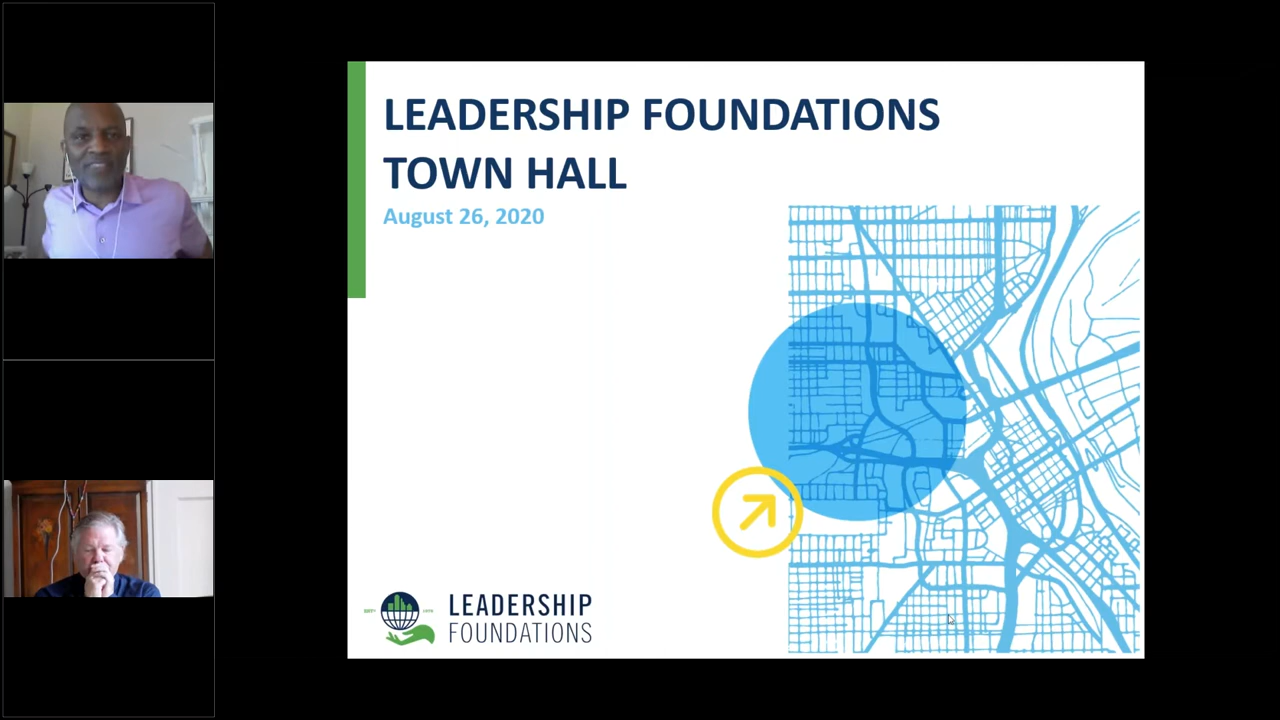 LEADERSHIP FOUNDATIONS
TOWN HALL
August 26, 2020
LEADERSHIP
FOUNDATIONS